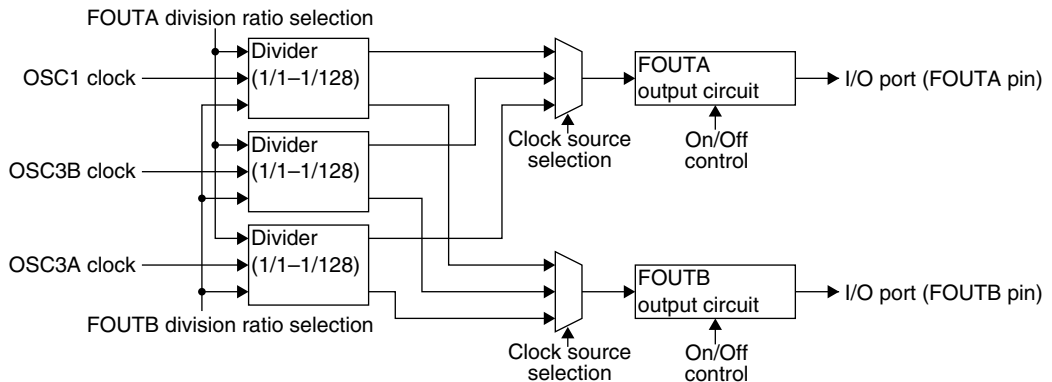 FOUTA division ratio selection
OSC1 clock
Divider
(1/1–1/128)
OSC3B clock
Divider
(1/1–1/128)
OSC3A clock
Divider
(1/1–1/128)
FOUTB division ratio selection
Clock source
selection
FOUTA
output circuit
On/Off
control
I/O port (FOUTA pin)
Clock source
selection
FOUTB
output circuit
On/Off
control
I/O port (FOUTB pin)